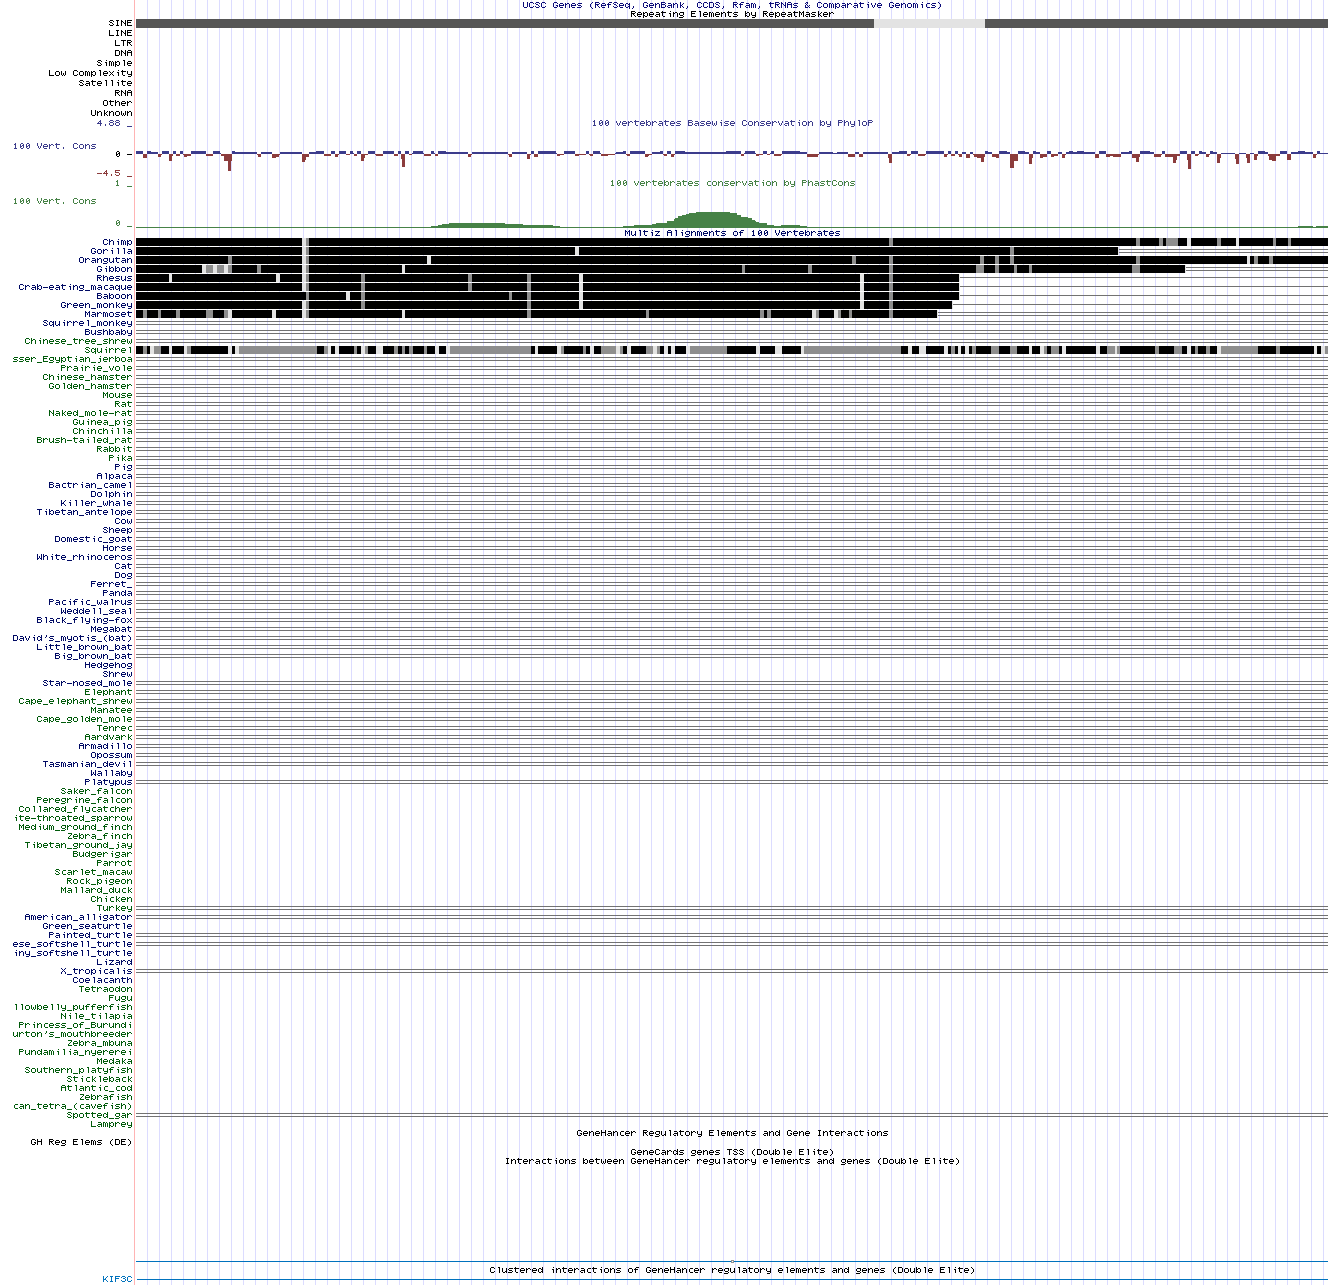 UCSC Genes (RefSeq, GenBank, CCDS, Rfam, tRNAs & Comparative Genomics)
Repeating Elements by RepeatMasker
SINE
LINE
LTR
DNA
Simple
Low Complexity
Satellite
RNA
Other
Unknown
4.88 _
100 vertebrates Basewise Conservation by PhyloP
100 Vert. Cons
0 _
-4.5 _
1 _
100 vertebrates conservation by PhastCons
100 Vert. Cons
0 _
Multiz Alignments of 100 Vertebrates
Chimp
Gorilla
Orangutan
Gibbon
Rhesus
Crab-eating_macaque
Baboon
Green_monkey
Marmoset
Squirrel_monkey
Bushbaby
Chinese_tree_shrew
Squirrel
sser_Egyptian_jerboa
Prairie_vole
Chinese_hamster
Golden_hamster
Mouse
Rat
Naked_mole-rat
Guinea_pig
Chinchilla
Brush-tailed_rat
Rabbit
Pika
Pig
Alpaca
Bactrian_camel
Dolphin
Killer_whale
Tibetan_antelope
Cow
Sheep
Domestic_goat
Horse
White_rhinoceros
Cat
Dog
Ferret_
Panda
Pacific_walrus
Weddell_seal
Black_flying-fox
Megabat
David's_myotis_(bat)
Little_brown_bat
Big_brown_bat
Hedgehog
Shrew
Star-nosed_mole
Elephant
Cape_elephant_shrew
Manatee
Cape_golden_mole
Tenrec
Aardvark
Armadillo
Opossum
Tasmanian_devil
Wallaby
Platypus
Saker_falcon
Peregrine_falcon
Collared_flycatcher
ite-throated_sparrow
Medium_ground_finch
Zebra_finch
Tibetan_ground_jay
Budgerigar
Parrot
Scarlet_macaw
Rock_pigeon
Mallard_duck
Chicken
Turkey
American_alligator
Green_seaturtle
Painted_turtle
ese_softshell_turtle
iny_softshell_turtle
Lizard
X_tropicalis
Coelacanth
Tetraodon
Fugu
llowbelly_pufferfish
Nile_tilapia
Princess_of_Burundi
urton's_mouthbreeder
Zebra_mbuna
Pundamilia_nyererei
Medaka
Southern_platyfish
Stickleback
Atlantic_cod
Zebrafish
can_tetra_(cavefish)
Spotted_gar
Lamprey
GeneHancer Regulatory Elements and Gene Interactions
GH Reg Elems (DE)
GeneCards genes TSS (Double Elite)
Interactions between GeneHancer regulatory elements and genes (Double Elite)
Clustered interactions of GeneHancer regulatory elements and genes (Double Elite)
KIF3C